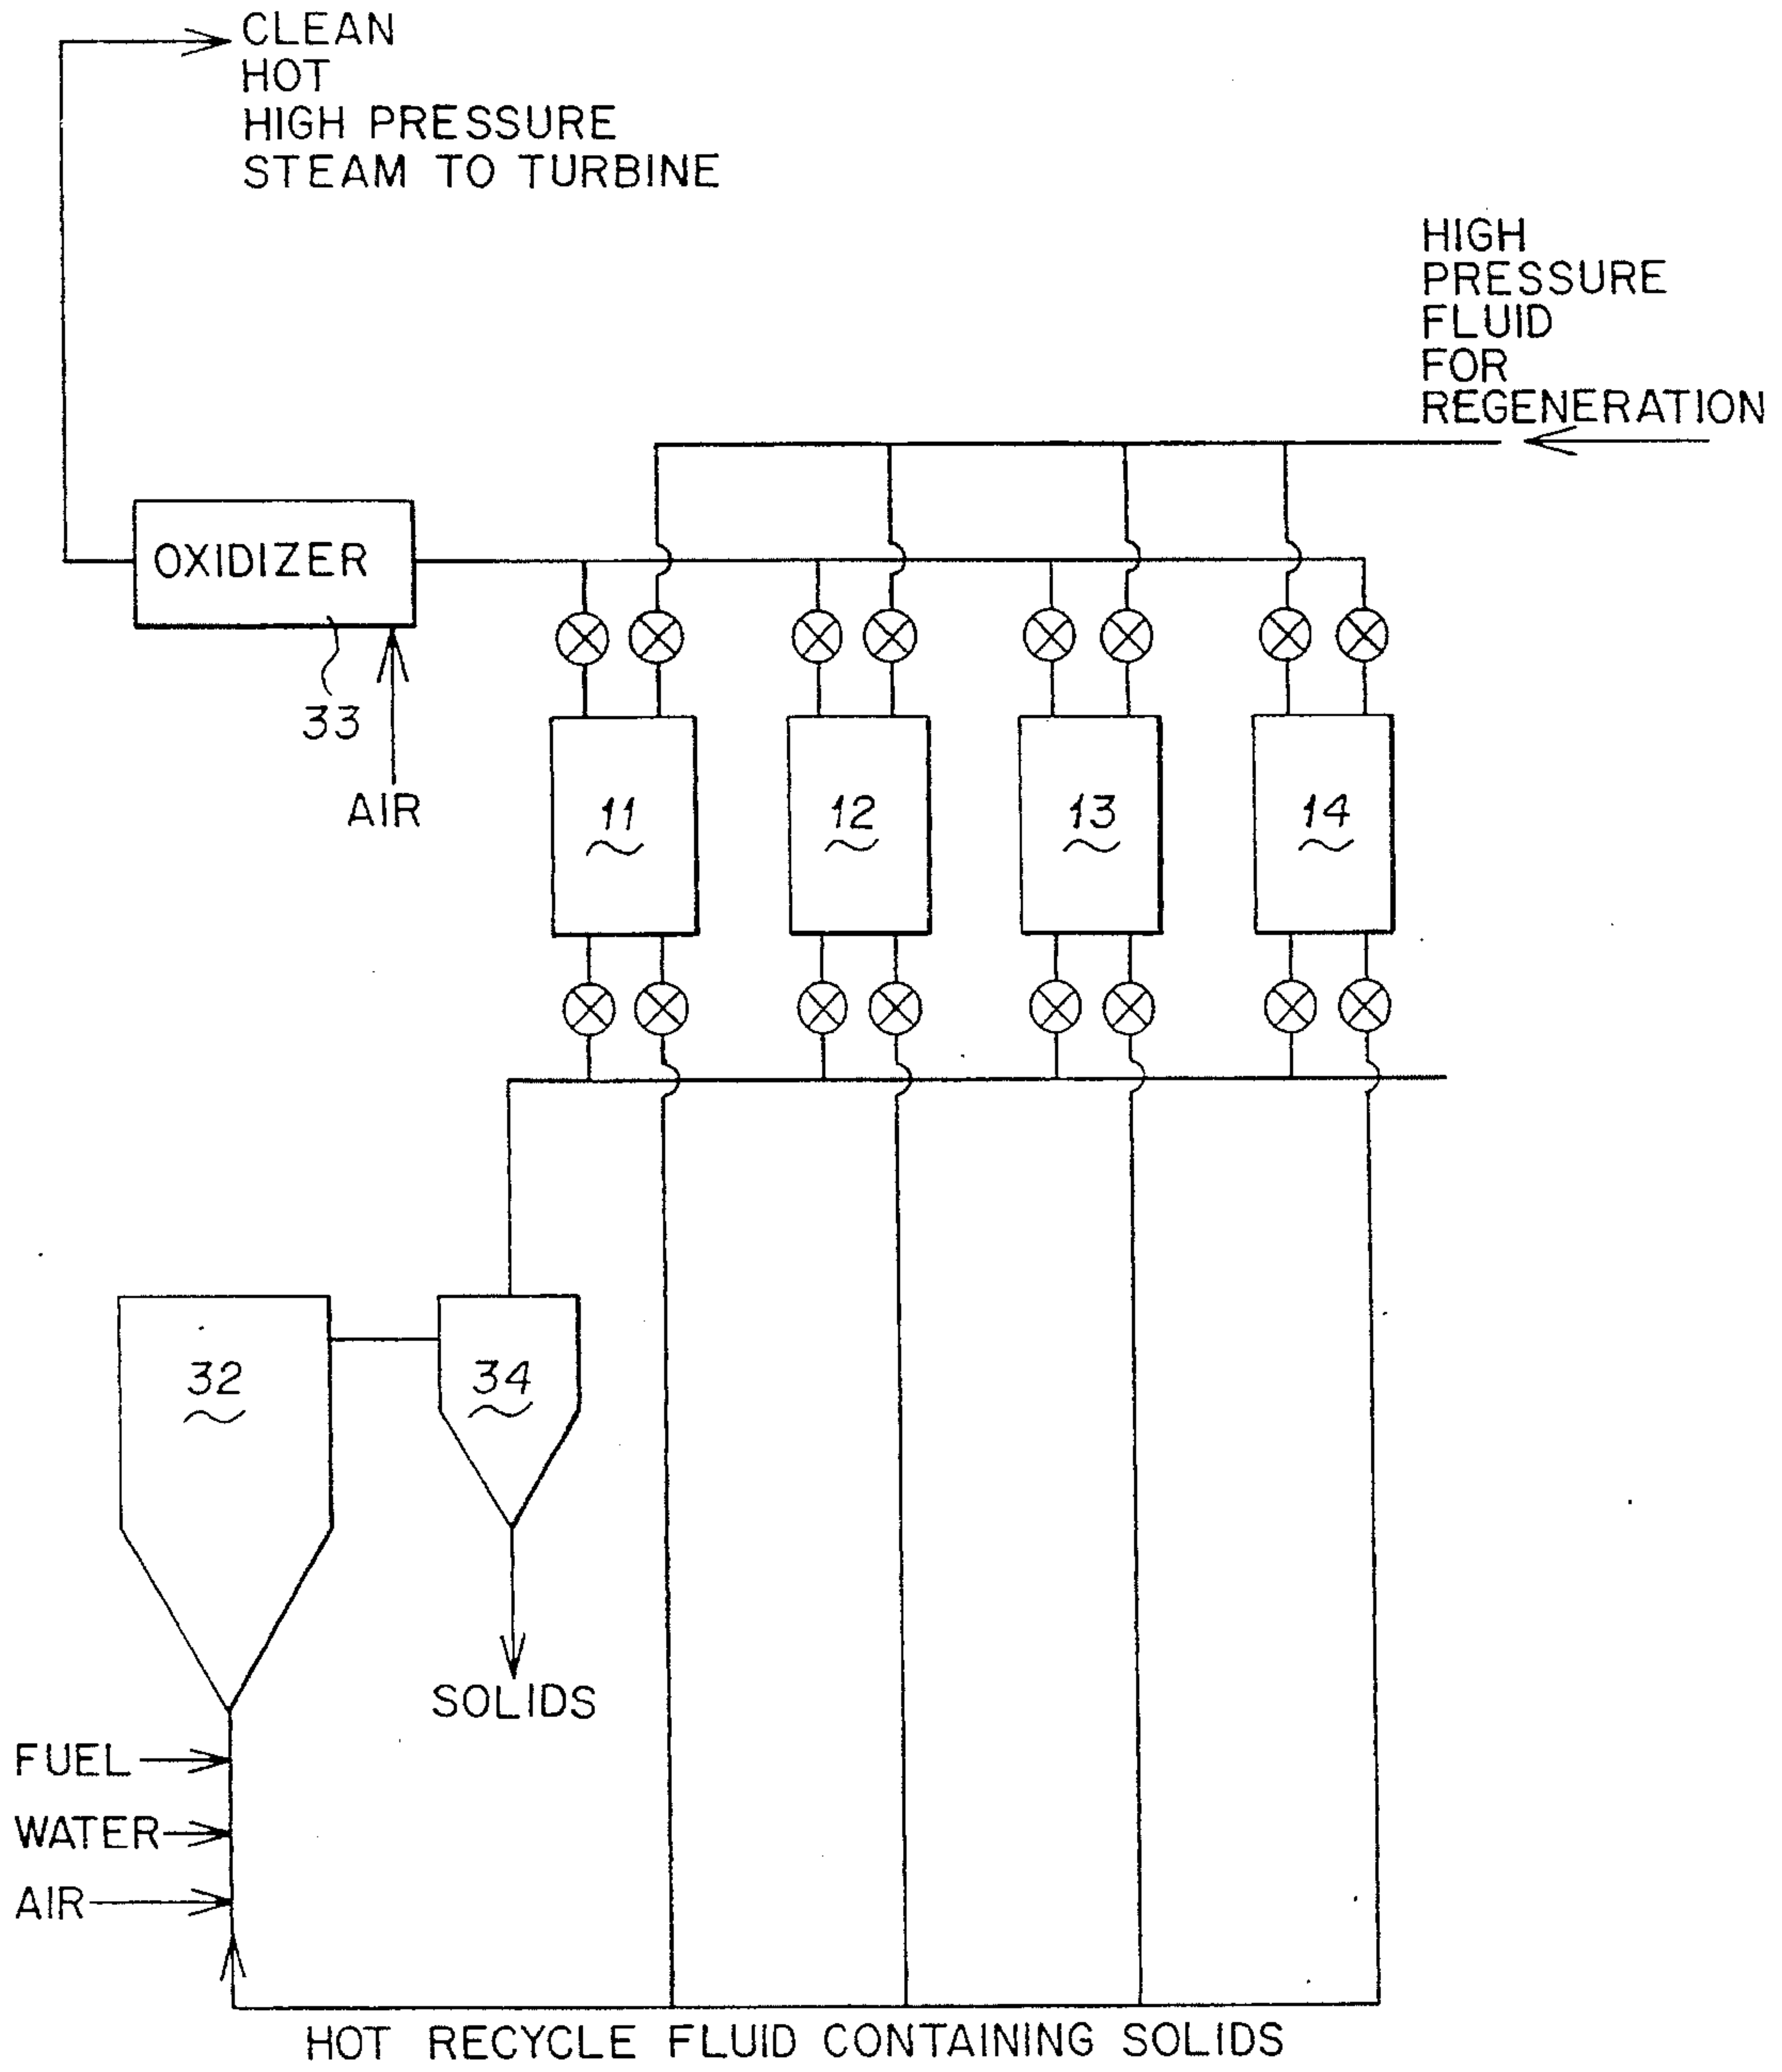 CLEAN
HOT
HIGH PRESSURE
STEAM TO TURBINE
HIGH
PRESSURE
FLUID
FOR
REGENERATION
OXIDIZER
33
AIR
11
12
13
14
32
34
SOLIDS
FUEL
WATER
AIR
HOT RECYCLE FLUID CONTAINING SOLIDS